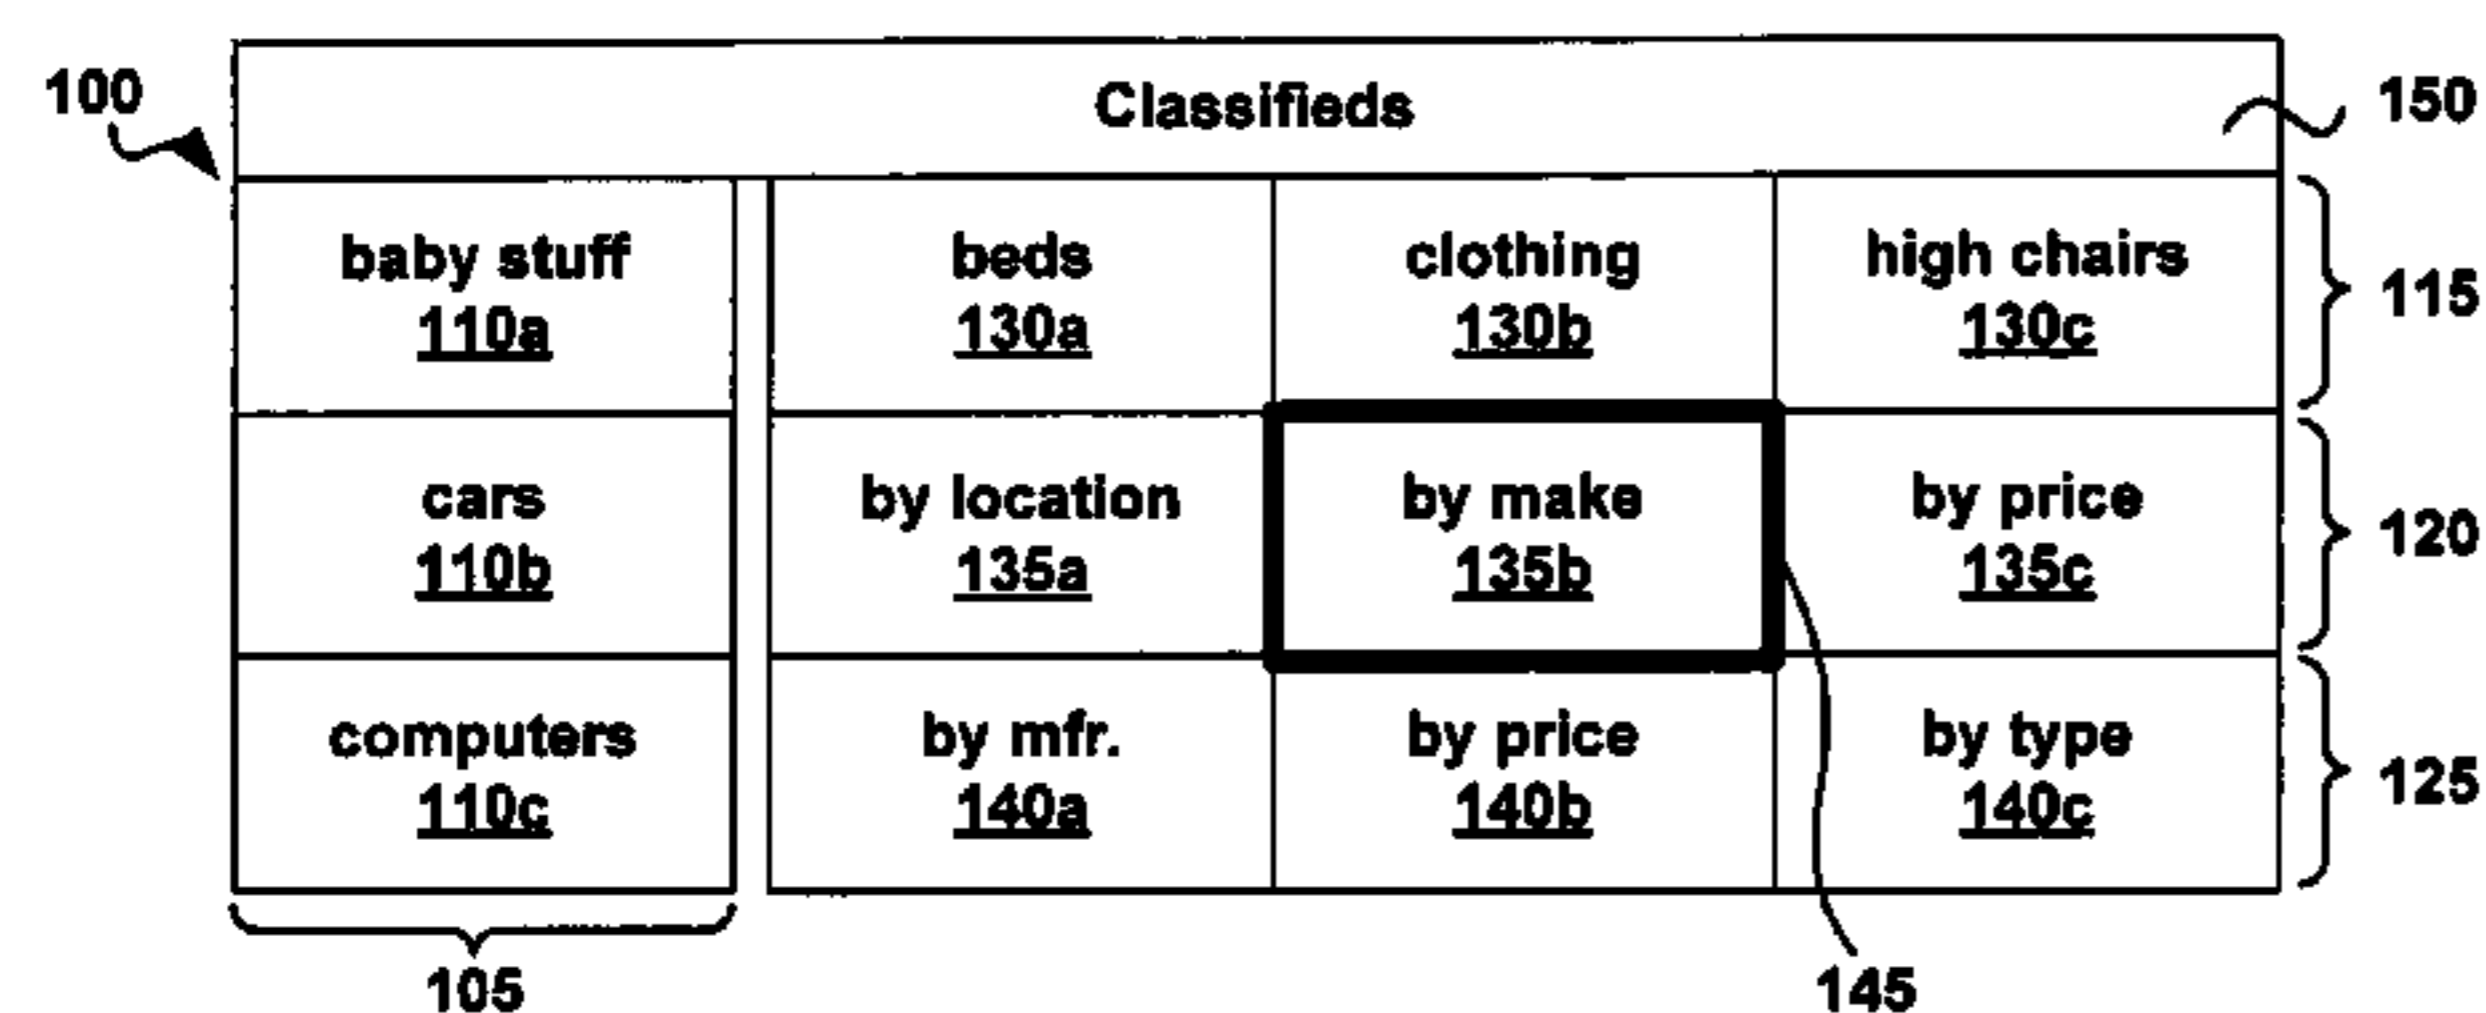 100
Classifieds
150
baby stuff
110a
beds
130a
clothing
130b
high chairs
130c
115
cars
110b
by location
135a
by make
135b
by price
135c
120
computers
110c
by mfr.
140a
by price
140b
by type
140c
125
105
145